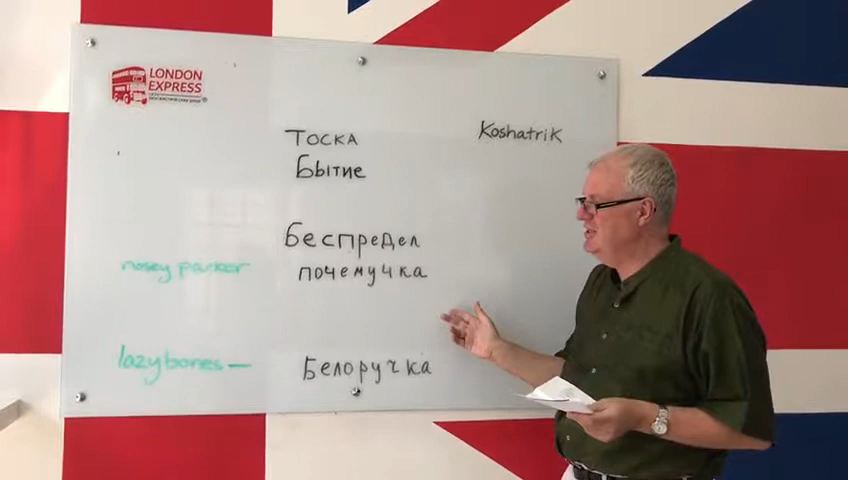 LONDON
EXPRESS
Тоска
Koshatrik
Бытие
беспредел
nosey parker
почемучка
lazybones —
Белоручка